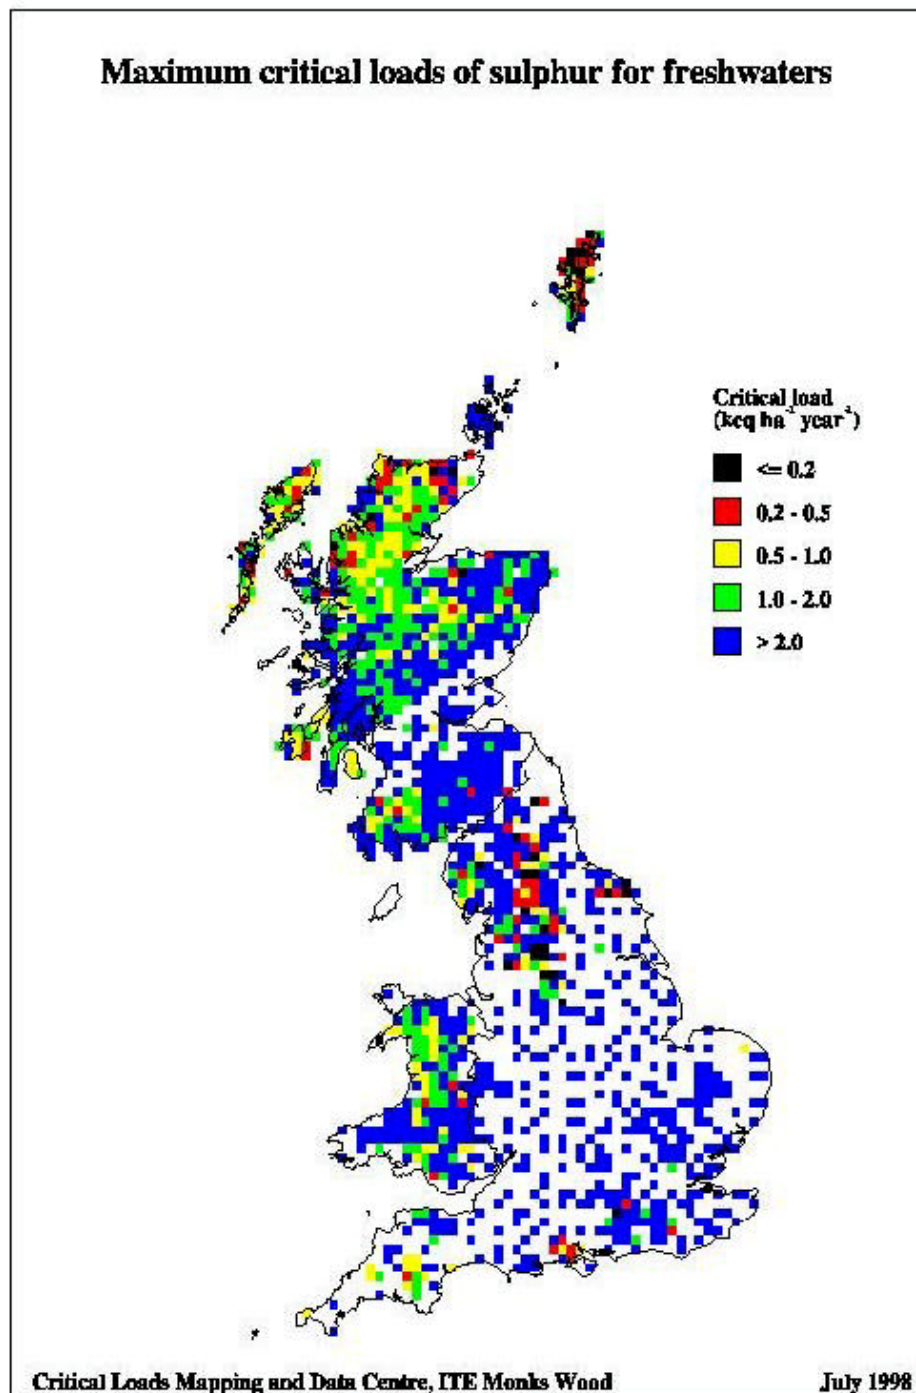 Maximum critical loads of sulphur for freshwaters
Critical load
(keq ha⁻¹ year⁻¹)
<= 0.2
0.2 - 0.5
0.5 - 1.0
1.0 - 2.0
> 2.0
Critical Loads Mapping and Data Centre, ITE Monks Wood
July 1998